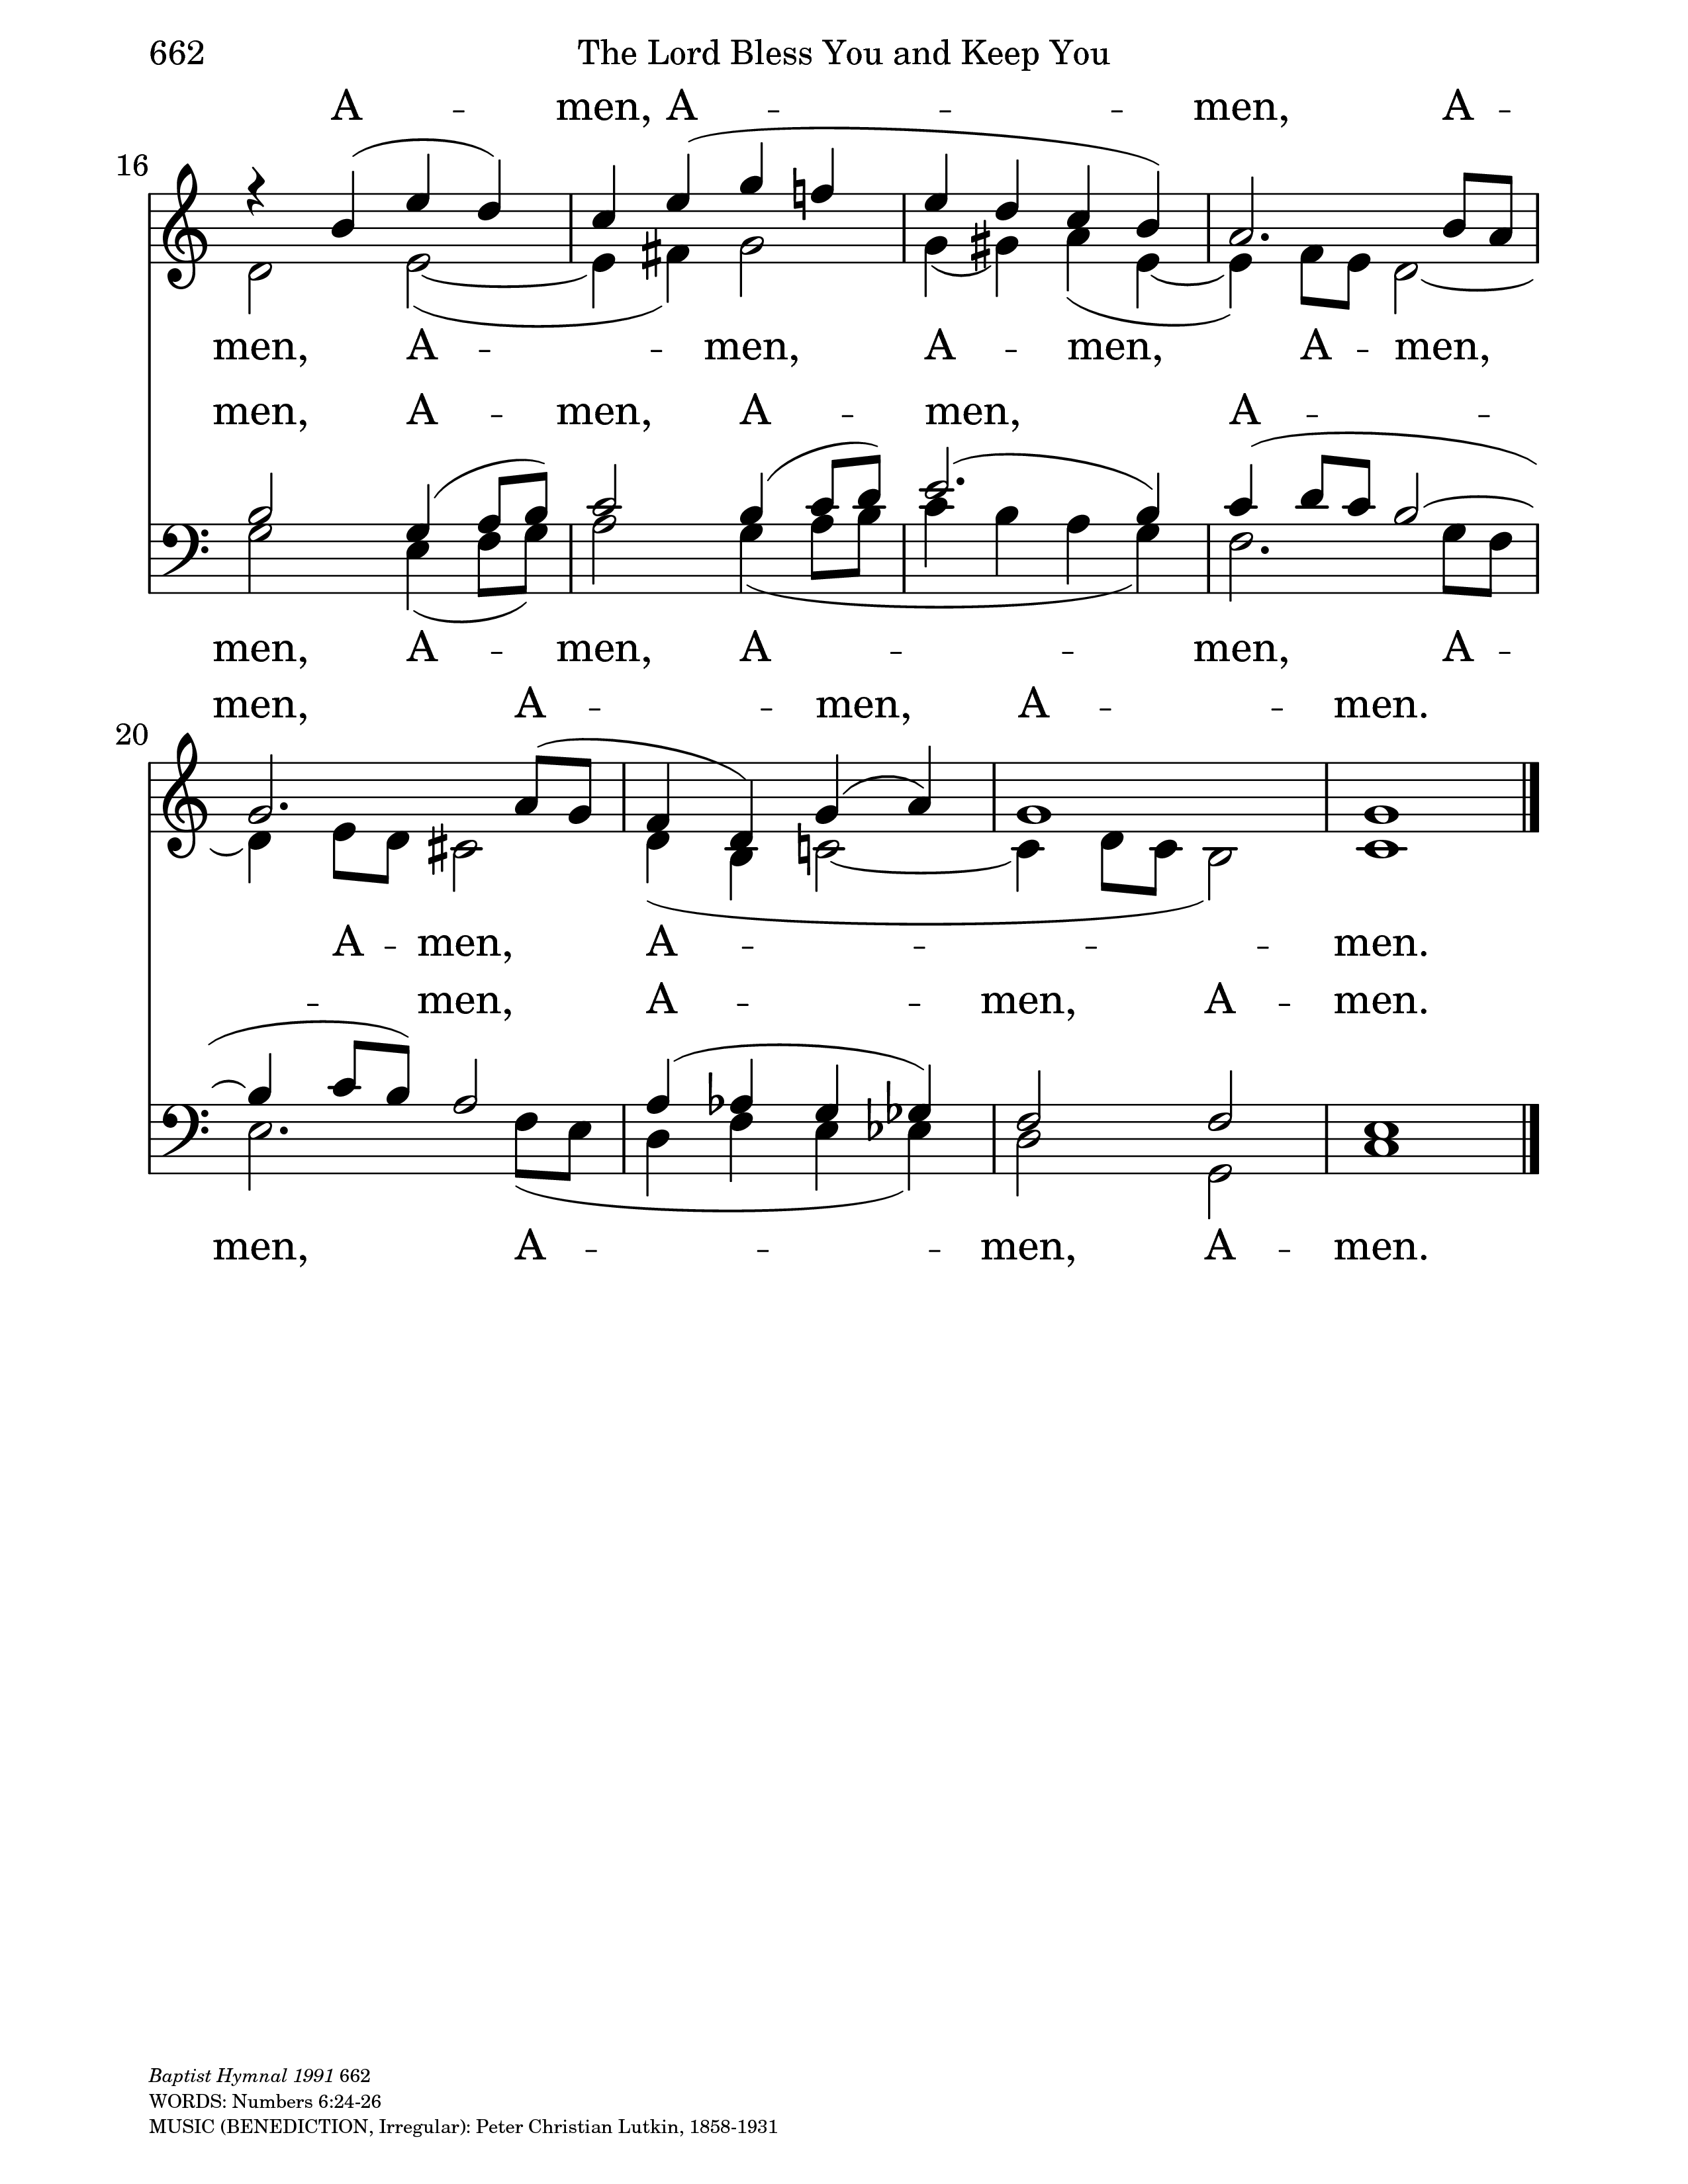 662 The Lord Bless You and Keep You
A - men, A - - - men, A -
16
men, A - - men, A - men, A - men,
men, A - men, A - men, A - -
men, A - men, A - - men, A -
men, A - - men, A - - men.
20
A - men, A - - - - men.
- men, A - - men, A - men.
men, A - - - men, A - men.
Baptist Hymnal 1991 662
WORDS: Numbers 6:24-26
MUSIC (BENEDICTION, Irregular): Peter Christian Lutkin, 1858-1931